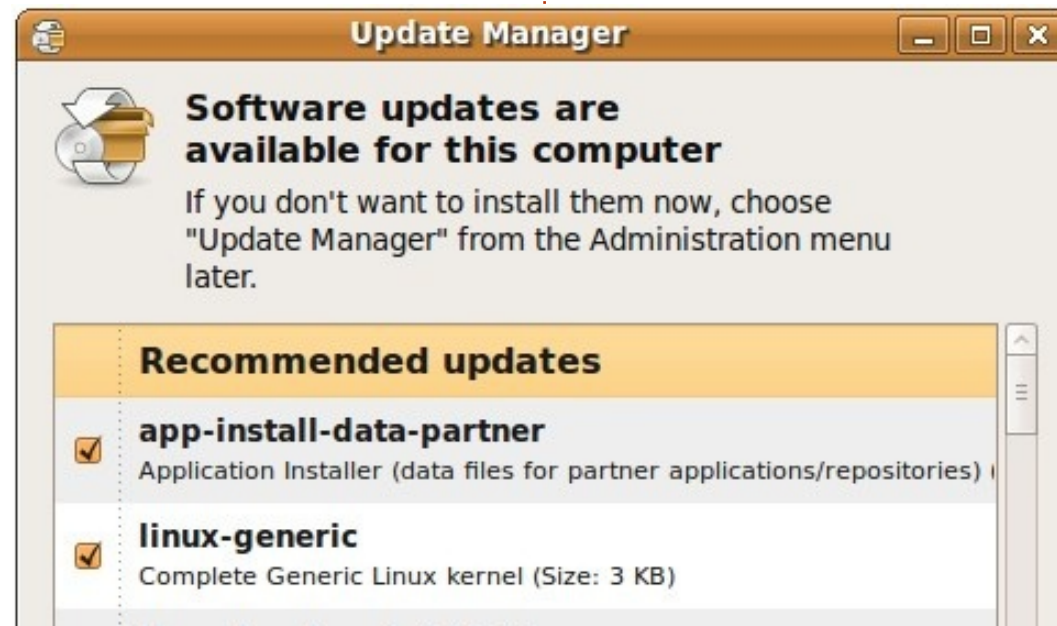 Update Manager
Software updates are
available for this computer
If you don't want to install them now, choose
"Update Manager" from the Administration menu
later.
Recommended updates
app-install-data-partner
Application Installer (data files for partner applications/repositories) (
linux-generic
Complete Generic Linux kernel (Size: 3 KB)